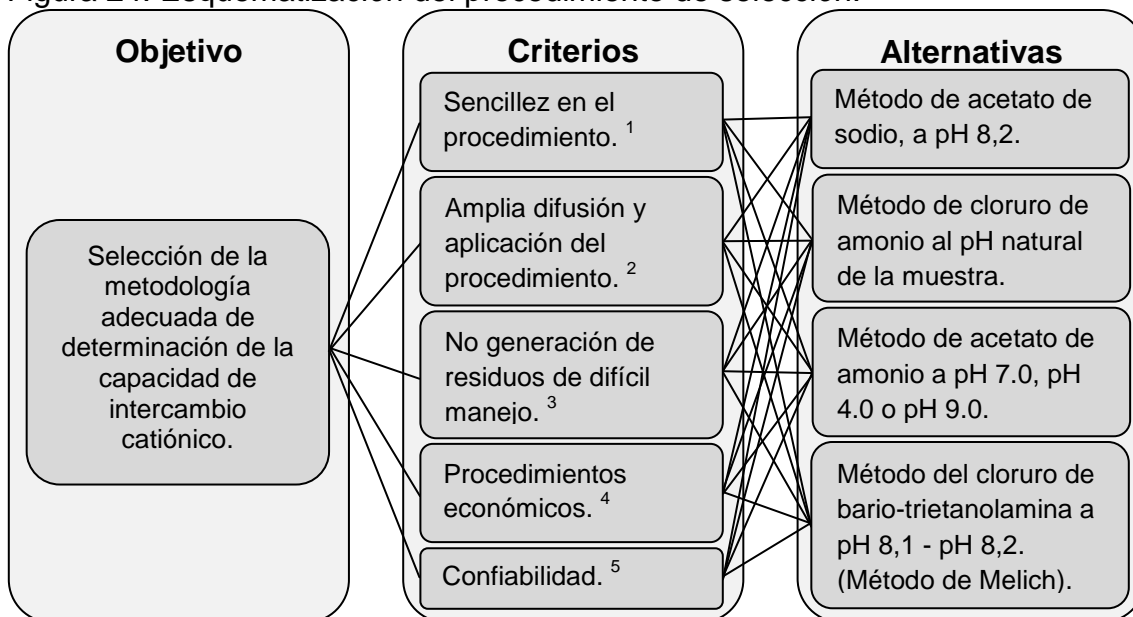 Figura 24. Esquematización del procedimiento de selección.
Objetivo
Selección de la
metodología
adecuada de
determinación de la
capacidad de
intercambio
catiónico.
Criterios
Sencillez en el
procedimiento. 1
Amplia difusión y
aplicación del
procedimiento. 2
No generación de
residuos de difícil
manejo. 3
Procedimientos
económicos. 4
Confiabilidad. 5
Alternativas
Método de acetato de
sodio, a pH 8,2.
Método de cloruro de
amonio al pH natural
de la muestra.
Método de acetato de
amonio a pH 7.0, pH
4.0 o pH 9.0.
Método del cloruro de
bario-trietanolamina a
pH 8,1 - pH 8,2.
(Método de Melich).